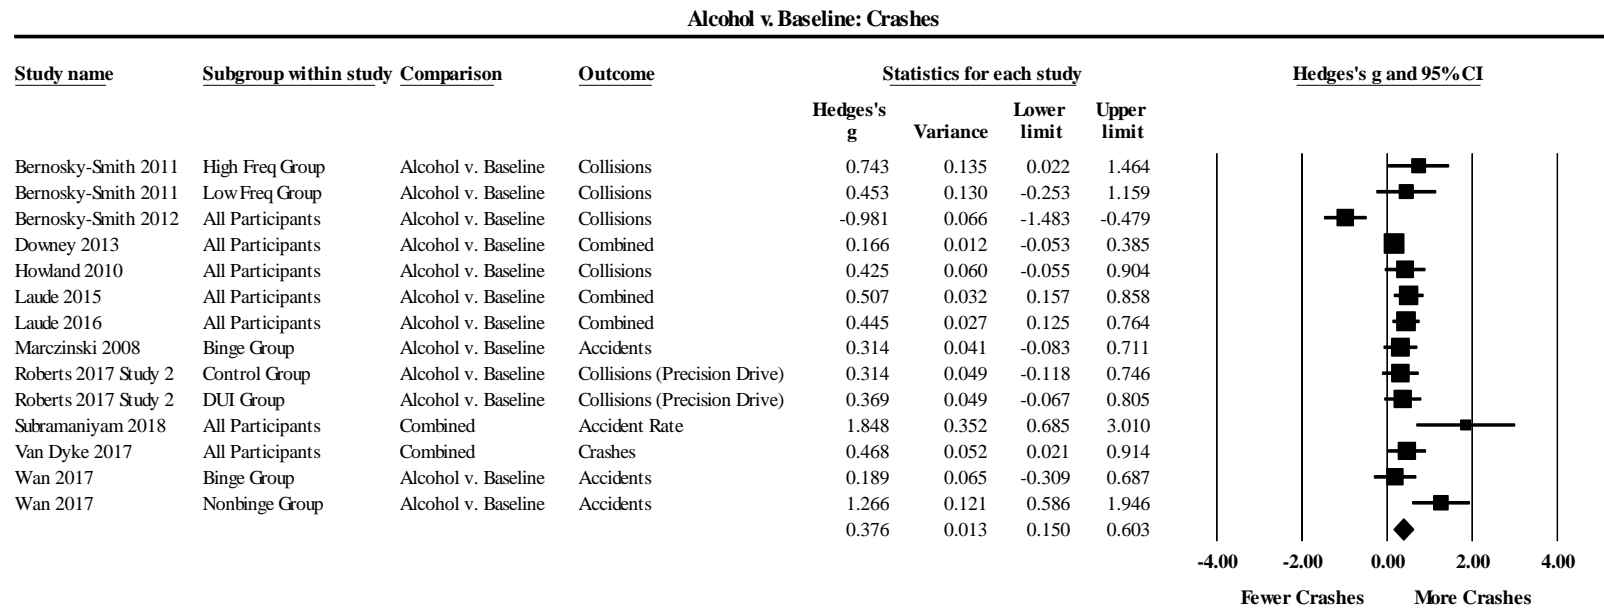 Alcohol v. Baseline: Crashes
Study name Subgroup within study Comparison Outcome Statistics for each study Hedges's g and 95% CI
Hedges's g Variance Lower limit Upper limit
Bernosky-Smith 2011 High Freq Group Alcohol v. Baseline Collisions 0.743 0.135 0.022 1.464
Bernosky-Smith 2011 Low Freq Group Alcohol v. Baseline Collisions 0.453 0.130 -0.253 1.159
Bernosky-Smith 2012 All Participants Alcohol v. Baseline Collisions -0.981 0.066 -1.483 -0.479
Downey 2013 All Participants Alcohol v. Baseline Combined 0.166 0.012 -0.053 0.385
Howland 2010 All Participants Alcohol v. Baseline Collisions 0.425 0.060 -0.055 0.904
Laude 2015 All Participants Alcohol v. Baseline Combined 0.507 0.032 0.157 0.858
Laude 2016 All Participants Alcohol v. Baseline Combined 0.445 0.027 0.125 0.764
Marczinski 2008 Binge Group Alcohol v. Baseline Accidents 0.314 0.041 -0.083 0.711
Roberts 2017 Study 2 Control Group Alcohol v. Baseline Collisions (Precision Drive) 0.314 0.049 -0.118 0.746
Roberts 2017 Study 2 DUI Group Alcohol v. Baseline Collisions (Precision Drive) 0.369 0.049 -0.067 0.805
Subramaniyam 2018 All Participants Combined Accident Rate 1.848 0.352 0.685 3.010
Van Dyke 2017 All Participants Combined Crashes 0.468 0.052 0.021 0.914
Wan 2017 Binge Group Alcohol v. Baseline Accidents 0.189 0.065 -0.309 0.687
Wan 2017 Nonbinge Group Alcohol v. Baseline Accidents 1.266 0.121 0.586 1.946
0.376 0.013 0.150 0.603
-4.00 -2.00 0.00 2.00 4.00
Fewer Crashes More Crashes